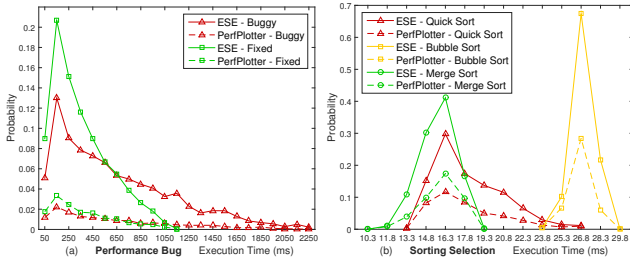 (a)
0.22
0.2
0.18
0.16
0.14
0.12
0.1
0.08
0.06
0.04
0.02
0
Probability
ESE - Buggy
PerfPlotter - Buggy
ESE - Fixed
PerfPlotter - Fixed
50 250 450 650 850 1050 1250 1450 1650 1850 2050 2250
(a) Performance Bug Execution Time (ms)
0.7
0.6
0.5
0.4
0.3
0.2
0.1
0
Probability
ESE - Quick Sort
PerfPlotter - Quick Sort
ESE - Bubble Sort
PerfPlotter - Bubble Sort
ESE - Merge Sort
PerfPlotter - Merge Sort
10.3 11.8 13.3 14.8 16.3 17.8 19.3 20.8 22.3 23.8 25.3 26.8 28.3 29.8
(b) Sorting Selection Execution Time (ms)